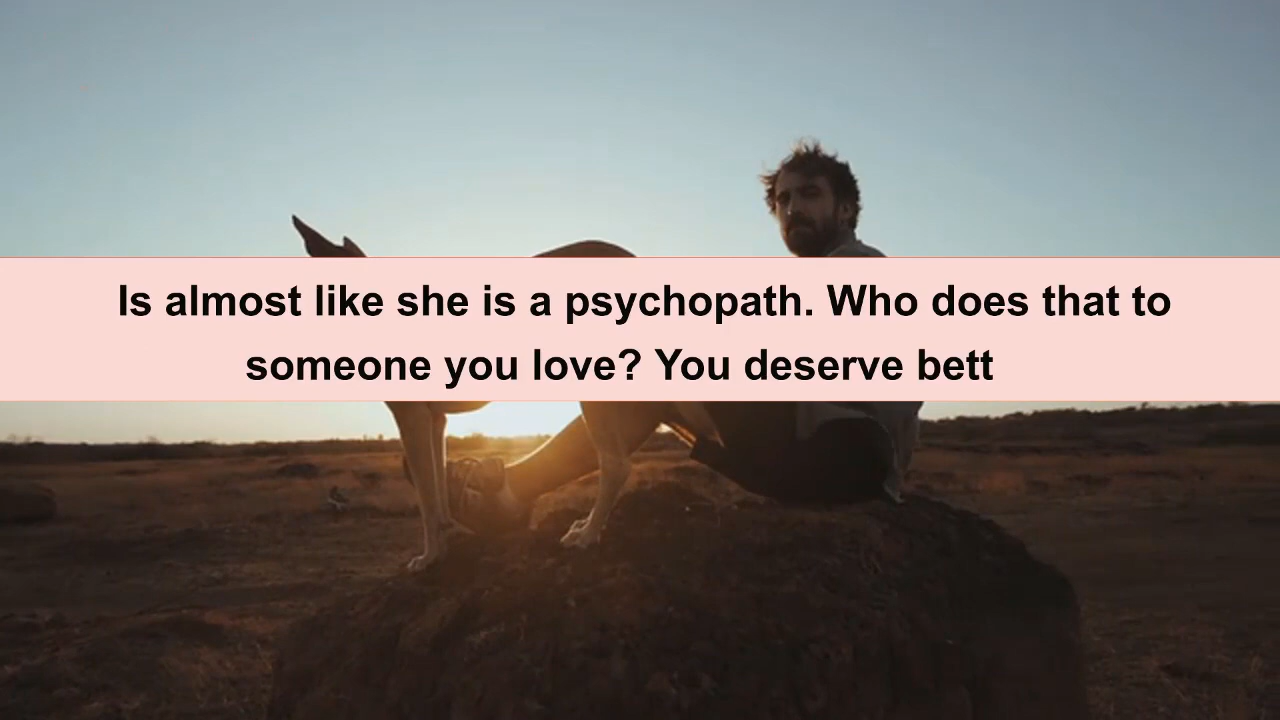 Is almost like she is a psychopath. Who does that to
someone you love? You deserve bett